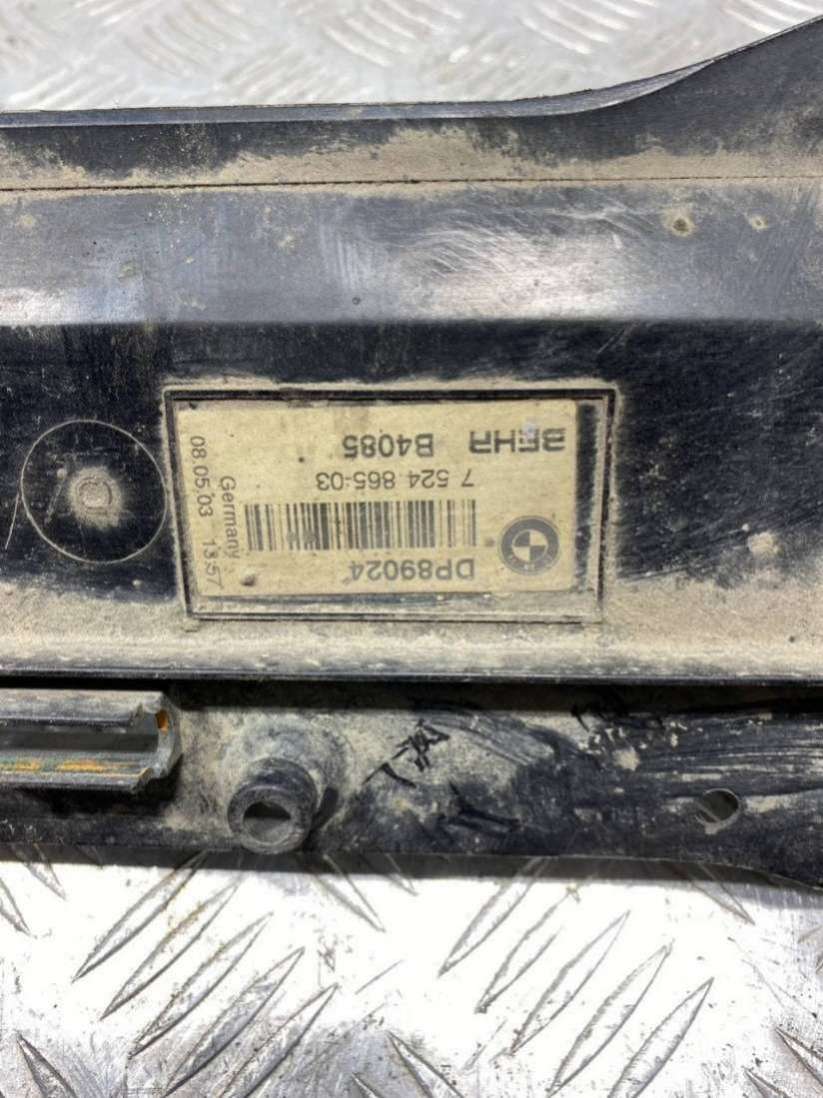 DP89024
7 524 865-03
BEHR B4085
Germany
08.05.03 13:57